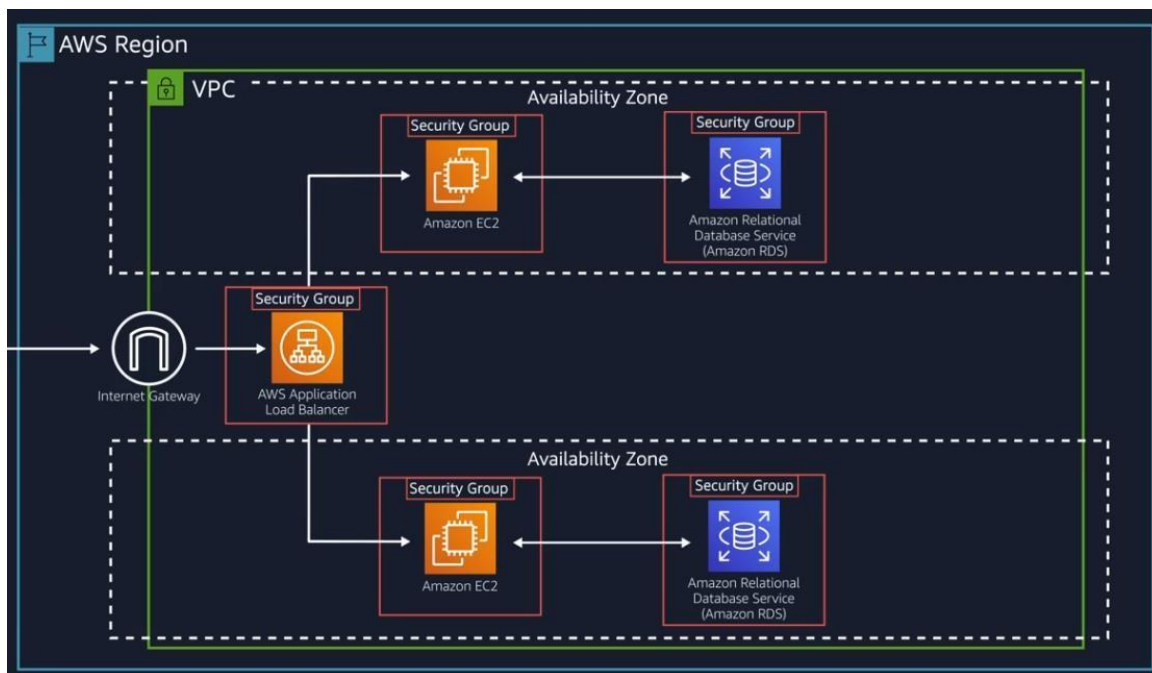 AWS Region
VPC
Availability Zone
Security Group
Amazon EC2
Security Group
Amazon Relational
Database Service
(Amazon RDS)
Internet Gateway
Security Group
AWS Application
Load Balancer
Availability Zone
Security Group
Amazon EC2
Security Group
Amazon Relational
Database Service
(Amazon RDS)